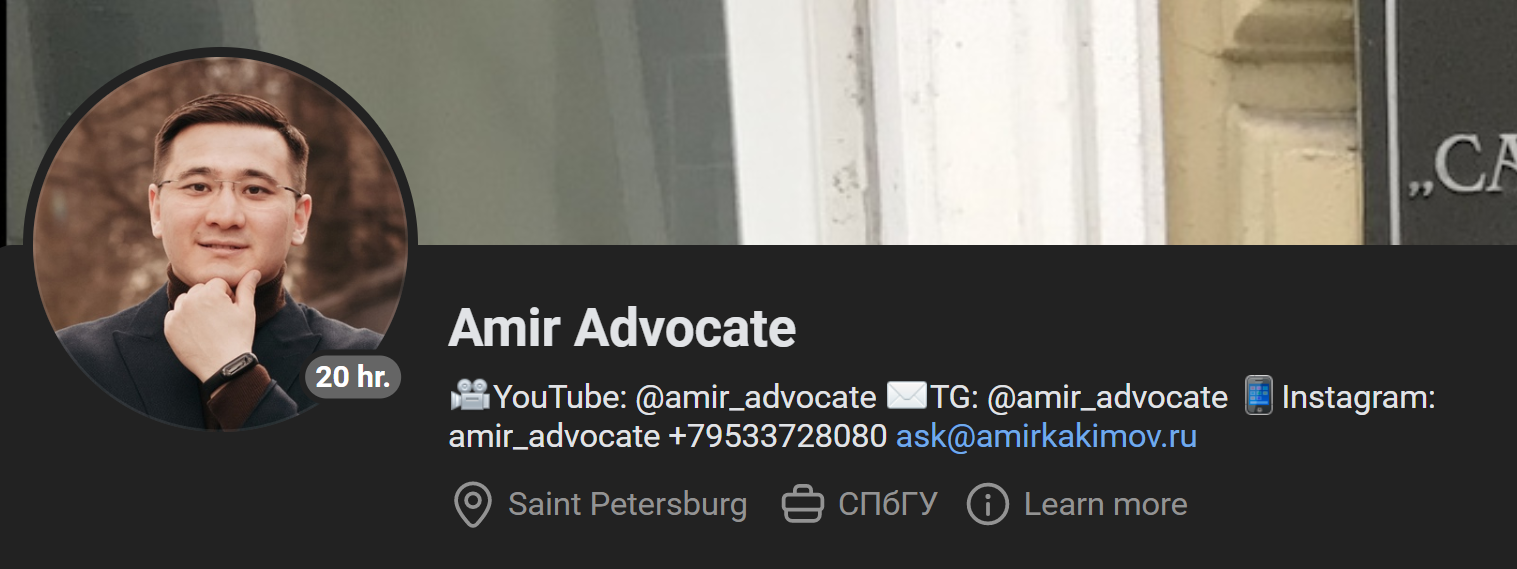 „СА
20 hr.
Amir Advocate
🎥YouTube: @amir_advocate ✉️TG: @amir_advocate 📱Instagram:
amir_advocate +79533728080 ask@amirkakimov.ru
Saint Petersburg СПбГУ Learn more